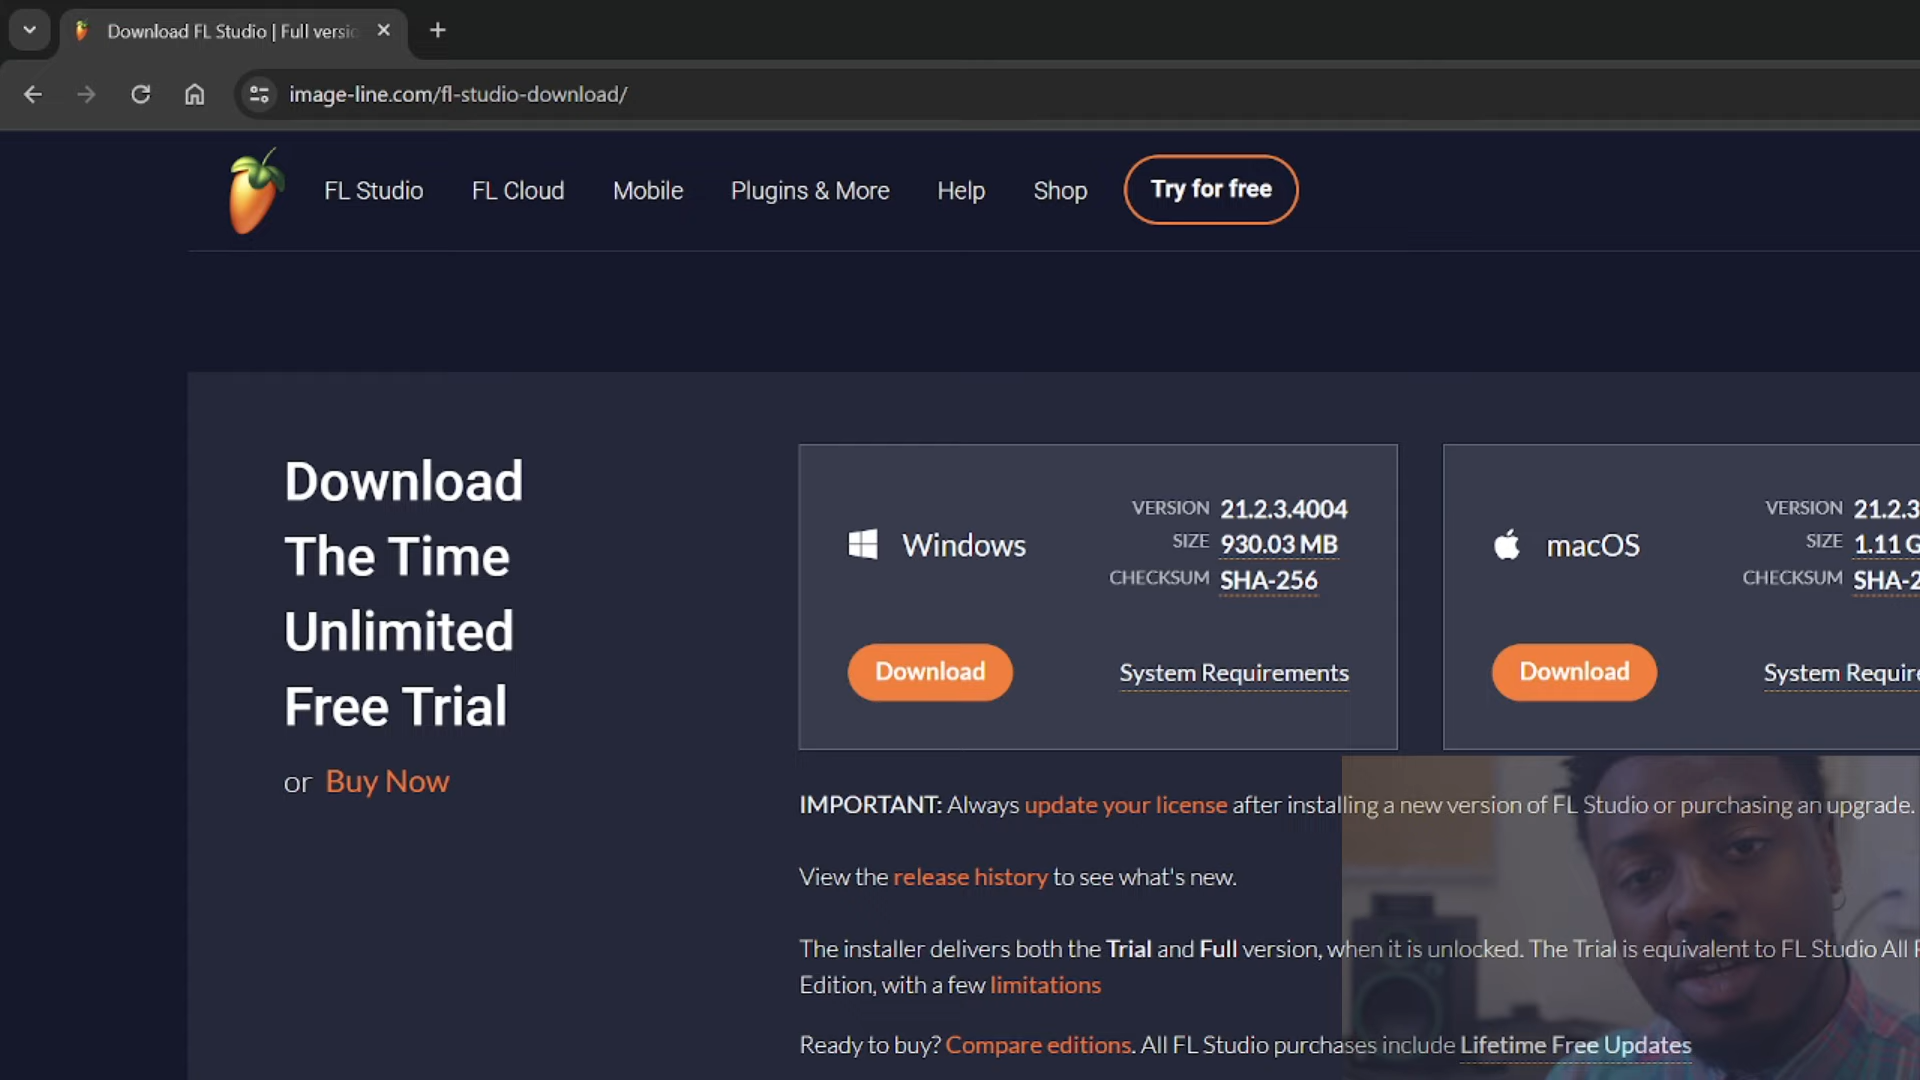 Download FL Studio | Full versio
image-line.com/fl-studio-download/
FL Studio FL Cloud Mobile Plugins & More Help Shop Try for free
Download
The Time
Unlimited
Free Trial
or Buy Now
Windows
VERSION 21.2.3.4004
SIZE 930.03 MB
CHECKSUM SHA-256
Download System Requirements
macOS
VERSION 21.2.3
SIZE 1.11 G
CHECKSUM SHA-2
Download System Require
IMPORTANT: Always update your license after installing a new version of FL Studio or purchasing an upgrade.
View the release history to see what's new.
The installer delivers both the Trial and Full version, when it is unlocked. The Trial is equivalent to FL Studio All P
Edition, with a few limitations
Ready to buy? Compare editions. All FL Studio purchases include Lifetime Free Updates